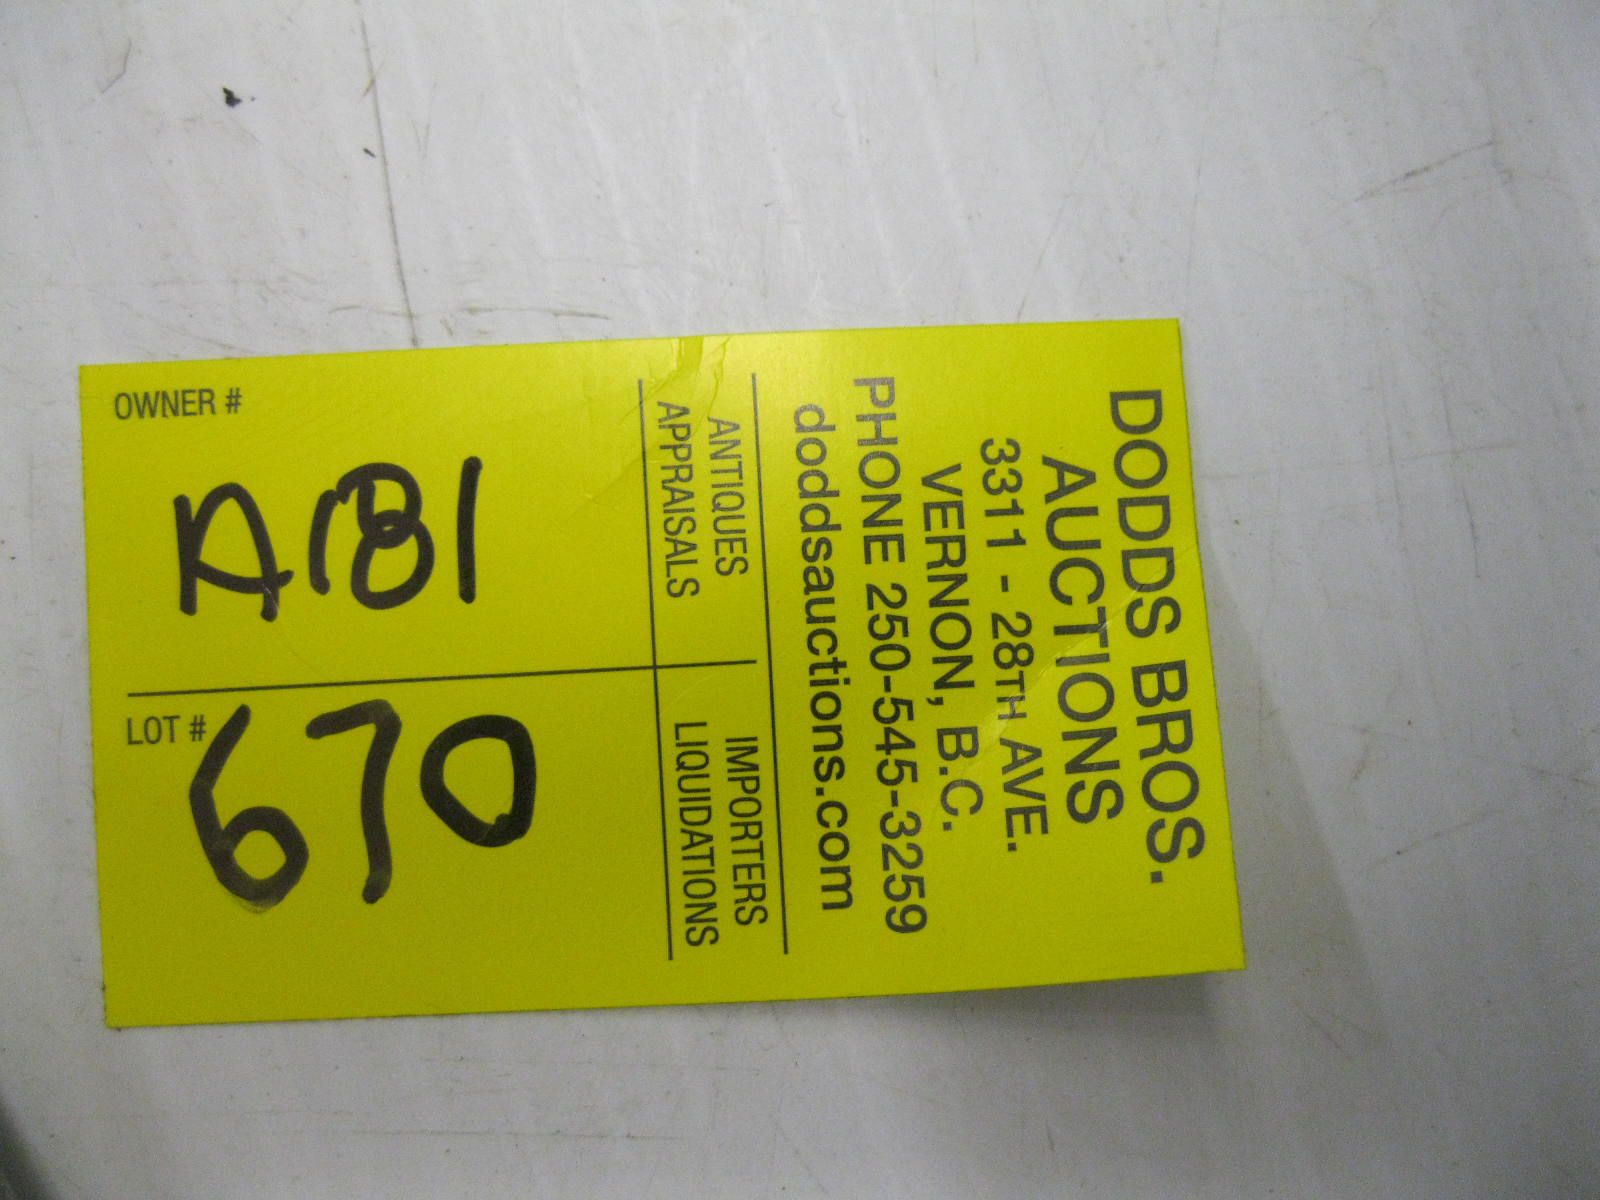 DODDS BROS.
AUCTIONS
3311 - 28TH AVE.
VERNON, B.C.
PHONE 250-545-3259
doddsauctions.com
ANTIQUES
APPRAISALS
IMPORTERS
LIQUIDATIONS
OWNER #
A181
LOT #
670